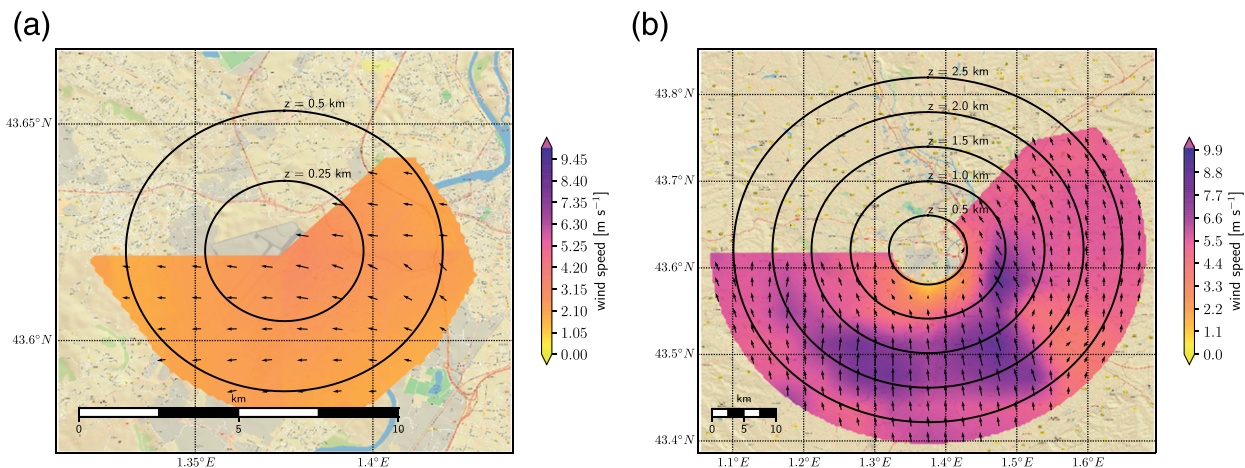 (a)
z = 0.5 km
z = 0.25 km
43.65°N
43.6°N
1.35°E
1.4°E
km
0
5
10
9.45
8.40
7.35
6.30
5.25
4.20
3.15
2.10
1.05
0.00
wind speed [m s⁻¹]
(b)
z = 2.5 km
z = 2.0 km
z = 1.5 km
z = 1.0 km
z = 0.5 km
43.8°N
43.7°N
43.6°N
43.5°N
43.4°N
1.1°E
1.2°E
1.3°E
1.4°E
1.5°E
1.6°E
km
0
5
10
9.9
8.8
7.7
6.6
5.5
4.4
3.3
2.2
1.1
0.0
wind speed [m s⁻¹]